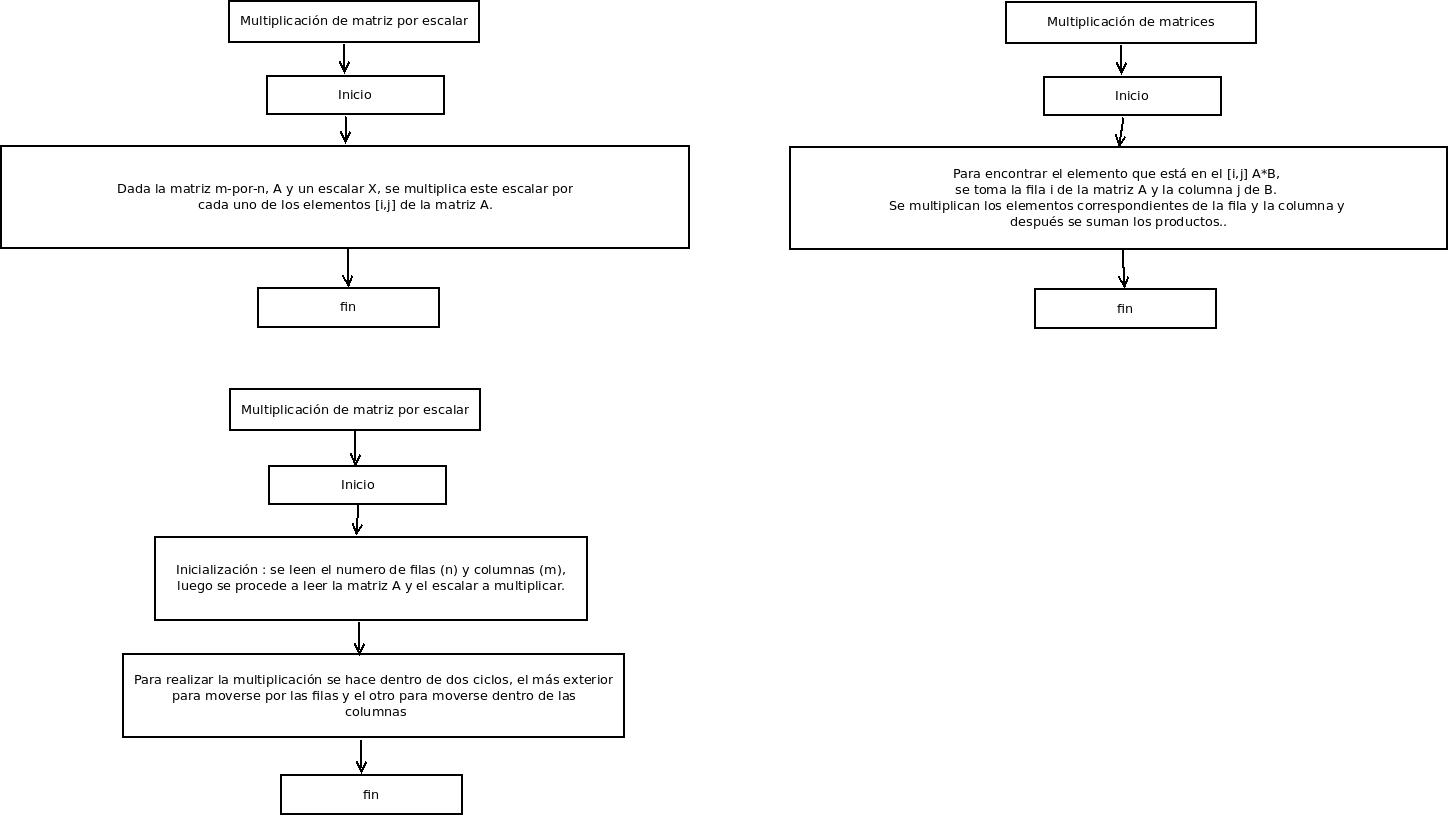 Multiplicación de matriz por escalar
Inicio
Dada la matriz m-por-n, A y un escalar X, se multiplica este escalar por
cada uno de los elementos [i,j] de la matriz A.
fin
Multiplicación de matrices
Inicio
Para encontrar el elemento que está en el [i,j] A*B,
se toma la fila i de la matriz A y la columna j de B.
Se multiplican los elementos correspondientes de la fila y la columna y
después se suman los productos..
fin
Multiplicación de matriz por escalar
Inicio
Inicialización : se leen el numero de filas (n) y columnas (m),
luego se procede a leer la matriz A y el escalar a multiplicar.
Para realizar la multiplicación se hace dentro de dos ciclos, el más exterior
para moverse por las filas y el otro para moverse dentro de las
columnas
fin